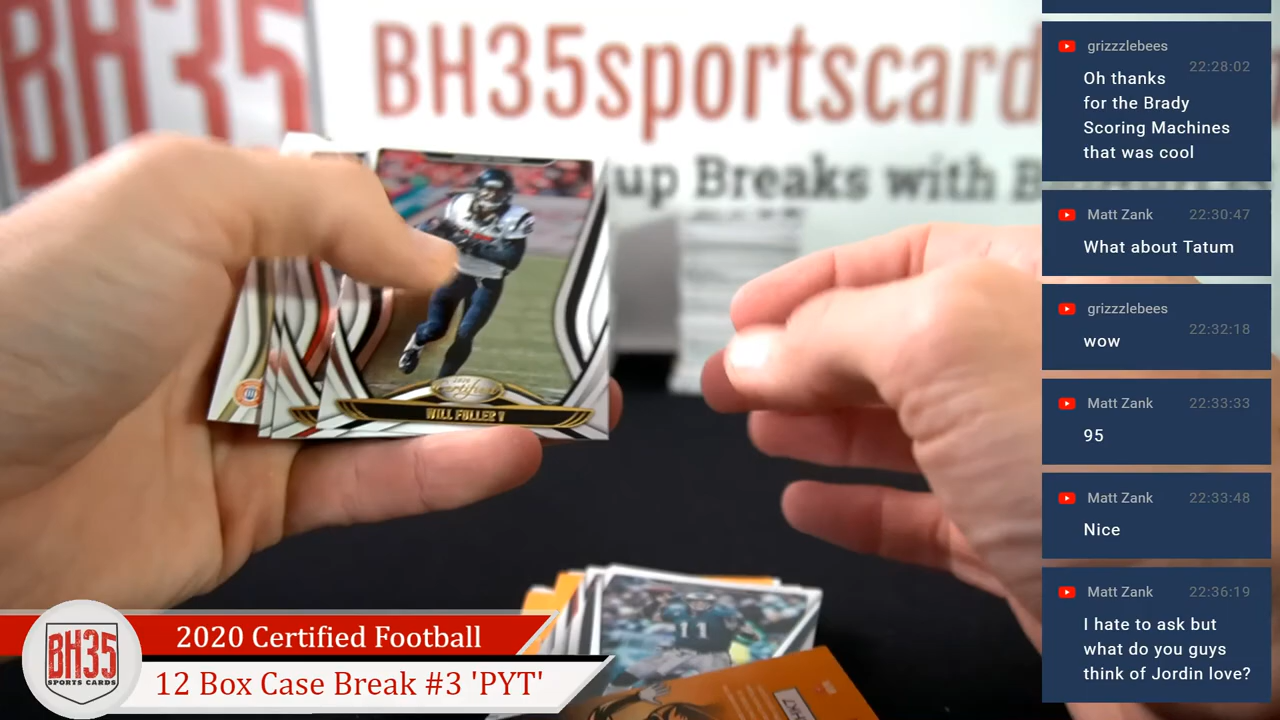 BH35
BH35sportscard
up Breaks with B
WILL FULLER V
11
grizzzlebees
22:28:02
Oh thanks
for the Brady
Scoring Machines
that was cool
Matt Zank 22:30:47
What about Tatum
grizzzlebees
22:32:18
wow
Matt Zank 22:33:33
95
Matt Zank 22:33:48
Nice
Matt Zank 22:36:19
I hate to ask but
what do you guys
think of Jordin love?
BH35
SPORTS CARDS
2020 Certified Football
12 Box Case Break #3 'PYT'